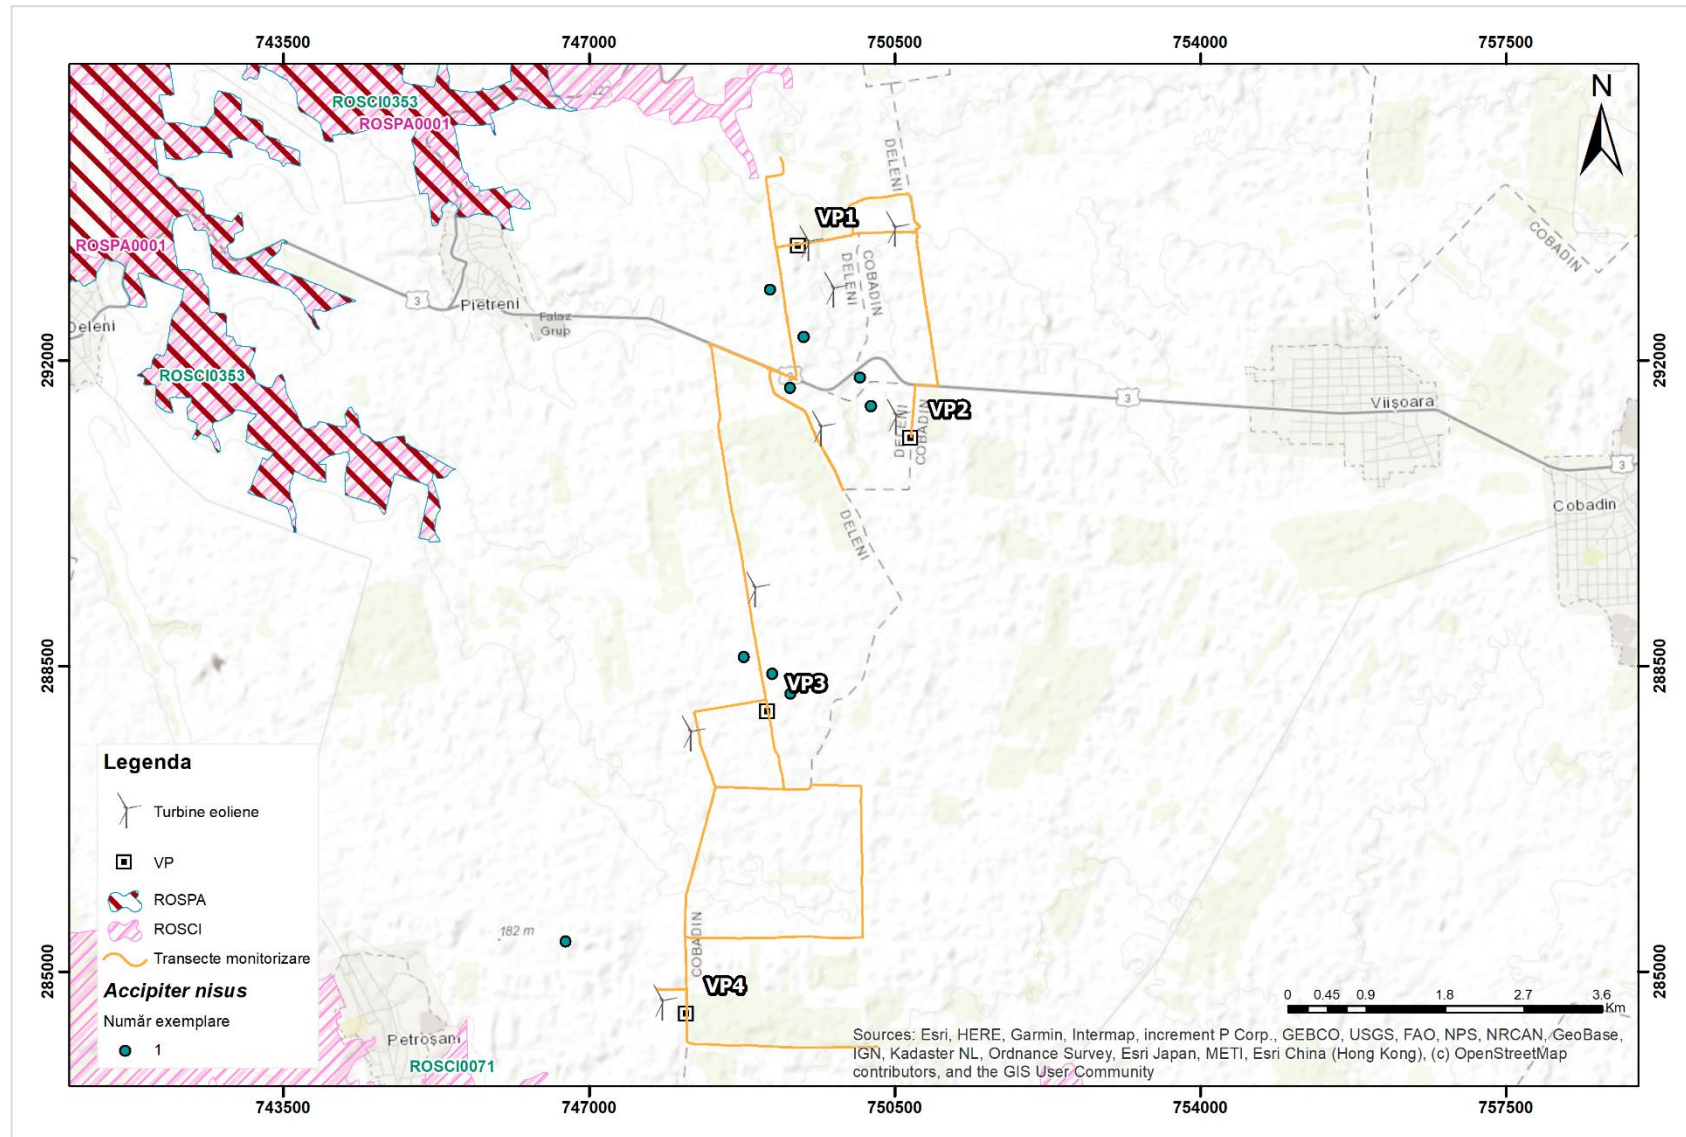 743500 747000 750500 754000 757500
N
ROSCI0353
ROSPA0001
22
DELENI
ROSPA0001
VP1
COBADIN
DELENI
COBADIN
3
Pietreni
Falaz
Grup
Deleni
292000
292000
ROSCI0353
3
Viișoara
VP2
DELENI
COBADIN
3
Cobadin
DELENI
288500
288500
VP3
Legenda
Turbine eoliene
VP
ROSPA
ROSCI
Transecte monitorizare
Accipiter nisus
Număr exemplare
1
182 m
COBADIN
285000
285000
VP4
Petroșani
ROSCI0071
0 0.45 0.9 1.8 2.7 3.6
Km
Sources: Esri, HERE, Garmin, Intermap, increment P Corp., GEBCO, USGS, FAO, NPS, NRCAN, GeoBase,
IGN, Kadaster NL, Ordnance Survey, Esri Japan, METI, Esri China (Hong Kong), (c) OpenStreetMap
contributors, and the GIS User Community
743500 747000 750500 754000 757500